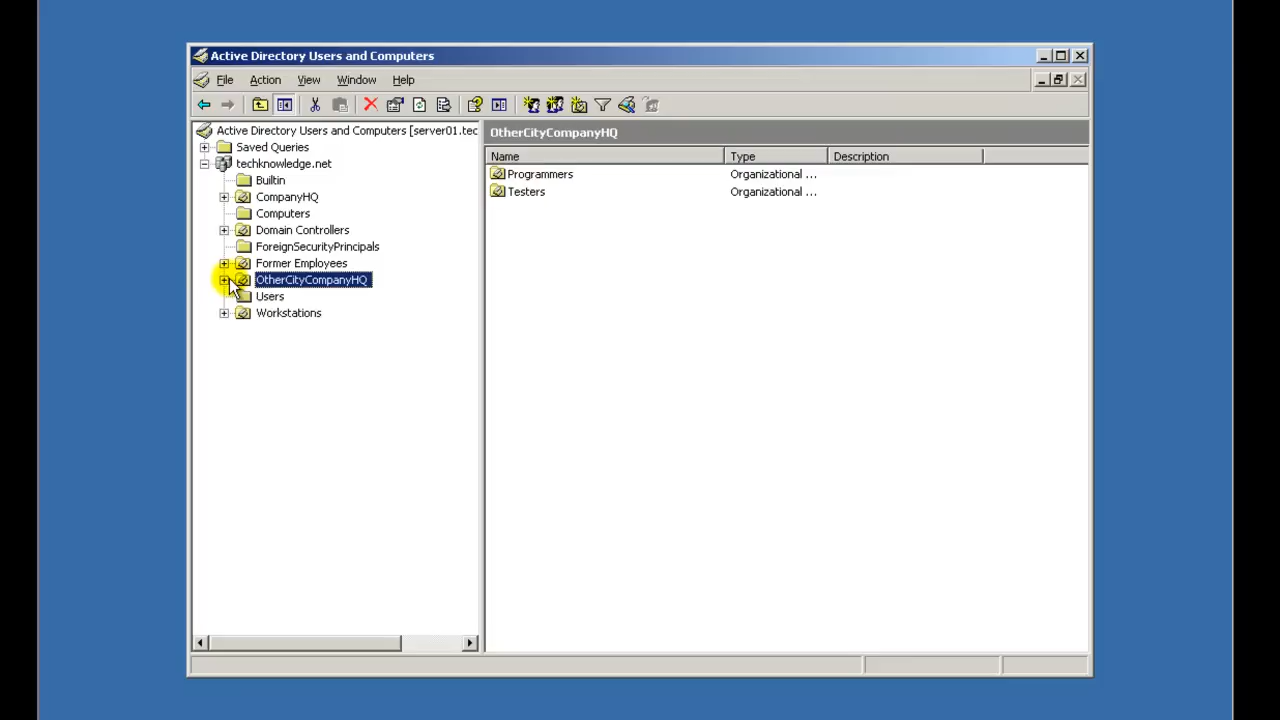 Active Directory Users and Computers
File Action View Window Help
Active Directory Users and Computers [server01.tec
Saved Queries
techknowledge.net
Builtin
CompanyHQ
Computers
Domain Controllers
ForeignSecurityPrincipals
Former Employees
OtherCityCompanyHQ
Users
Workstations
OtherCityCompanyHQ
Name Type Description
Programmers Organizational ...
Testers Organizational ...